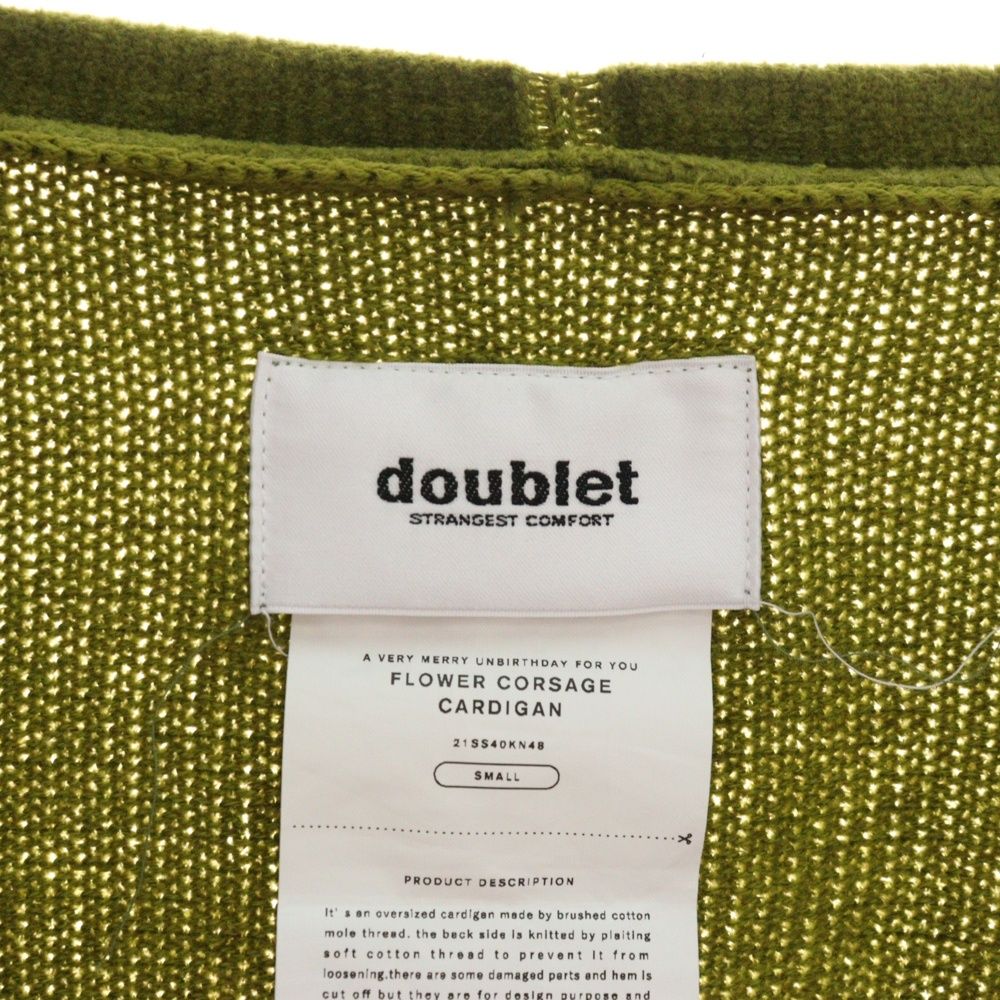 doublet
STRANGEST COMFORT
A VERY MERRY UNBIRTHDAY FOR YOU
FLOWER CORSAGE
CARDIGAN
21SS40KN48
SMALL
PRODUCT DESCRIPTION
It's an oversized cardigan made by brushed cotton
mole thread. the back side is knitted by plaiting
soft cotton thread to prevent it from
loosening.there are some damaged parts and hem is
cut off but they are for design purpose and